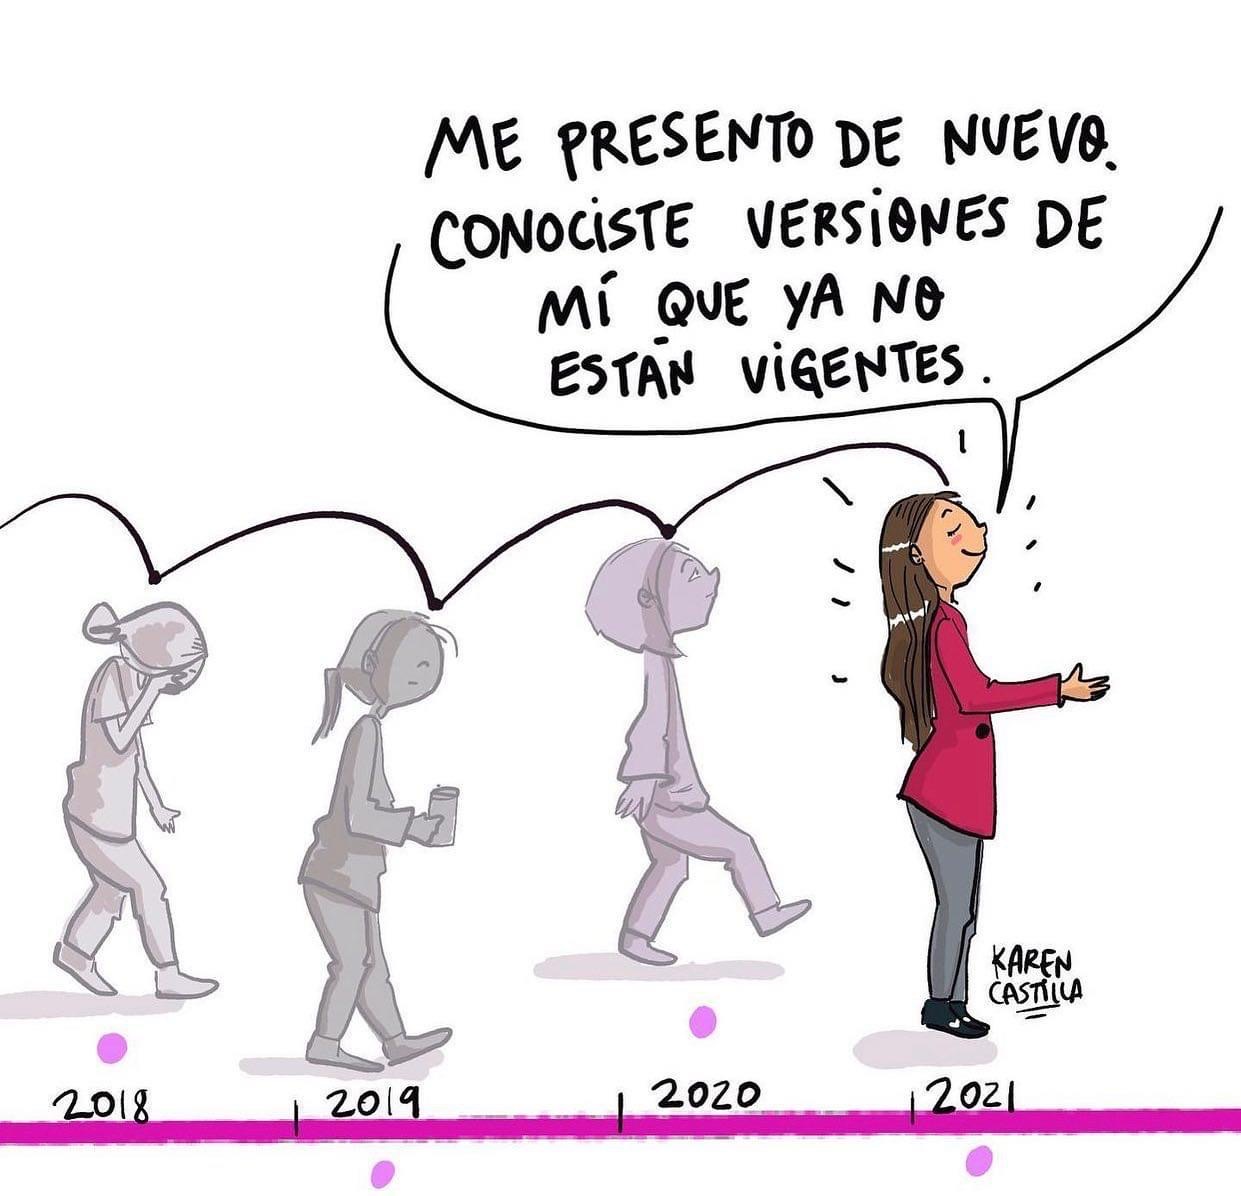 ME PRESENTO DE NUEVO.
CONOCISTE VERSIONES DE
MÍ QUE YA NO
ESTÁN VIGENTES.
KAREN
CASTILLA
2018
2019
2020
2021